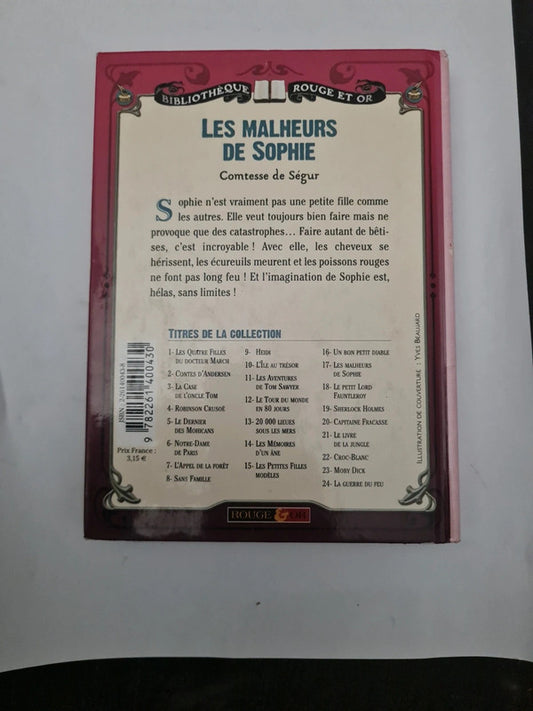 BIBLIOTHÈQUE ROUGE ET OR
LES MALHEURS
DE SOPHIE
Comtesse de Ségur
Sophie n'est vraiment pas une petite fille comme
les autres. Elle veut toujours bien faire mais ne
provoque que des catastrophes... Faire autant de bêti-
ses, c'est incroyable ! Avec elle, les cheveux se
hérissent, les écureuils meurent et les poissons rouges
ne font pas long feu ! Et l'imagination de Sophie est,
hélas, sans limites !
TITRES DE LA COLLECTION
1- LES QUATRE FILLES
DU DOCTEUR MARCH
2- CONTES D'ANDERSEN
3- LA CASE
DE L'ONCLE TOM
4- ROBINSON CRUSOÉ
5- LE DERNIER
DES MOHICANS
6- NOTRE-DAME
DE PARIS
7- L'APPEL DE LA FORÊT
8- SANS FAMILLE
9- HEIDI
10- L'ÎLE AU TRÉSOR
11- LES AVENTURES
DE TOM SAWYER
12- LE TOUR DU MONDE
EN 80 JOURS
13- 20 000 LIEUES
SOUS LES MERS
14- LES MÉMOIRES
D'UN ÂNE
15- LES PETITES FILLES
MODÈLES
16- UN BON PETIT DIABLE
17- LES MALHEURS
DE SOPHIE
18- LE PETIT LORD
FAUNTLEROY
19- SHERLOCK HOLMES
20- CAPITAINE FRACASSE
21- LE LIVRE
DE LA JUNGLE
22- CROC-BLANC
23- MOBY DICK
24- LA GUERRE DU FEU
ISBN : 2-2614-0043-8
9 782261 400430
Prix France :
3,15 €
ILLUSTRATION DE COUVERTURE : YVES BEAUJARD
ROUGE & OR